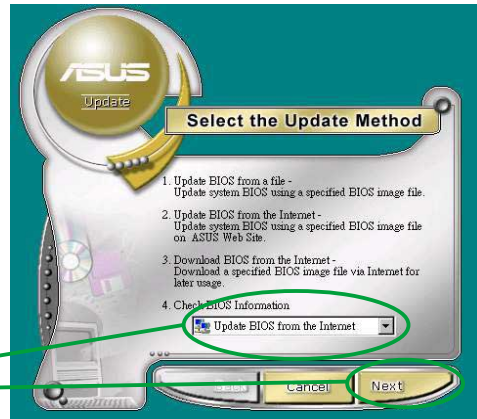 ASUS
Update
Select the Update Method
1. Update BIOS from a file -
Update system BIOS using a specified BIOS image file.
2. Update BIOS from the Internet -
Update system BIOS using a specified BIOS image file
on ASUS Web Site.
3. Download BIOS from the Internet -
Download a specified BIOS image file via Internet for
later usage.
4. Check BIOS Information
Update BIOS from the Internet
Cancel Next